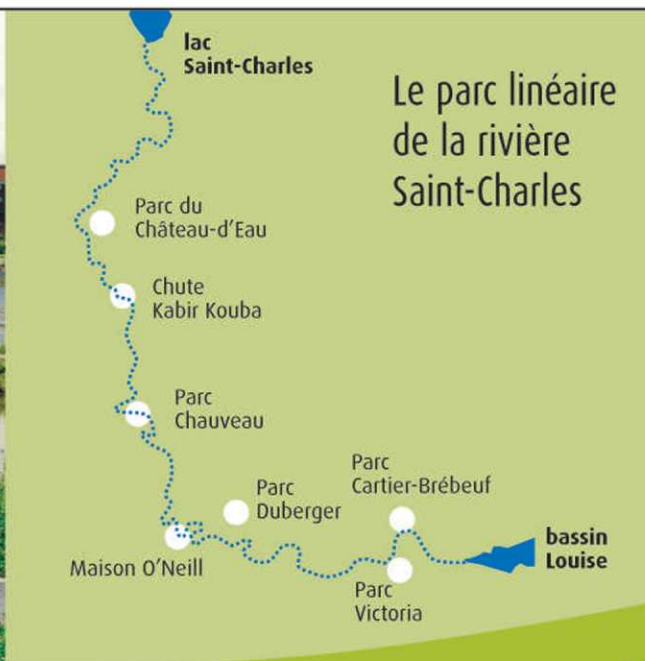 lac
Saint-Charles
Le parc linéaire
de la rivière
Saint-Charles
Parc du
Château-d'Eau
Chute
Kabir Kouba
Parc
Chauveau
Parc
Duberger
Parc
Cartier-Brébeuf
Maison O'Neill
bassin
Louise
Parc
Victoria